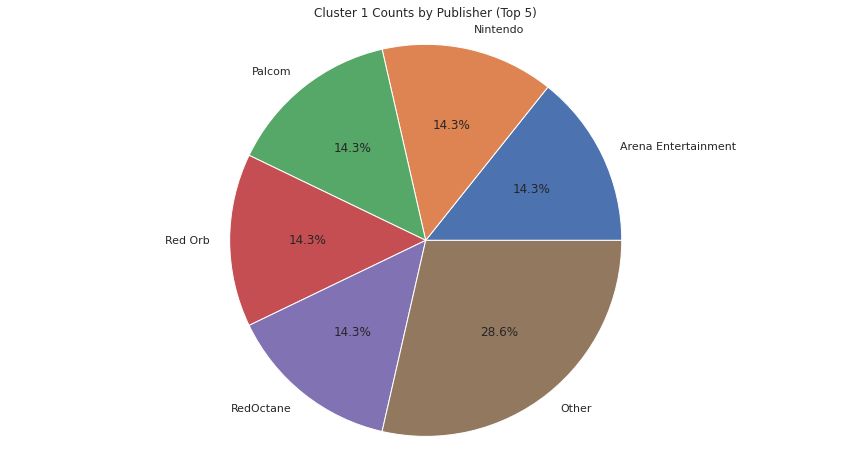 Cluster 1 Counts by Publisher (Top 5)
Nintendo
Palcom
14.3%
Arena Entertainment
14.3%
14.3%
Red Orb
14.3%
14.3%
28.6%
RedOctane
Other